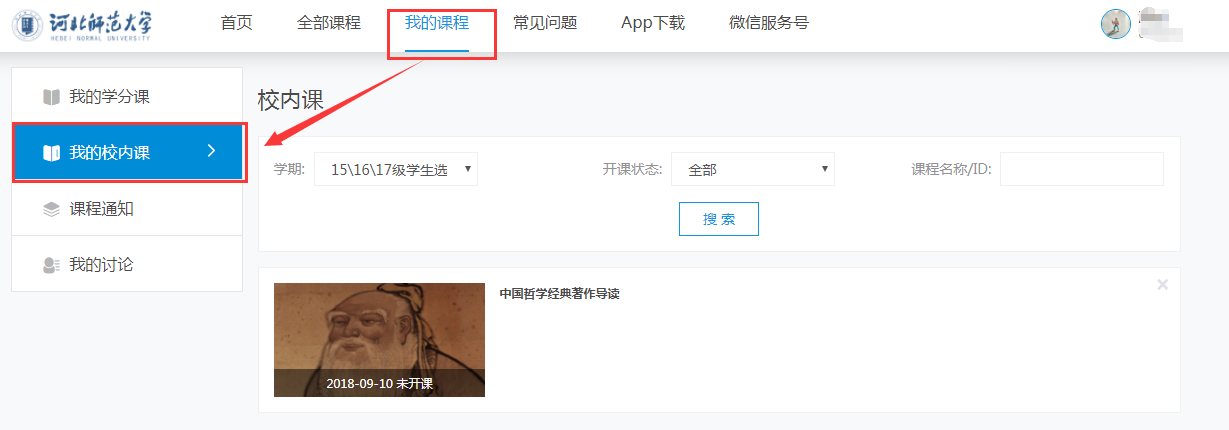 河北师范大学
HEBEI NORMAL UNIVERSITY
首页 全部课程 我的课程 常见问题 App下载 微信服务号
我的学分课
我的校内课
课程通知
我的讨论
校内课
学期: 15\16\17级学生选 开课状态: 全部 课程名称/ID:
搜 索
中国哲学经典著作导读
2018-09-10 未开课